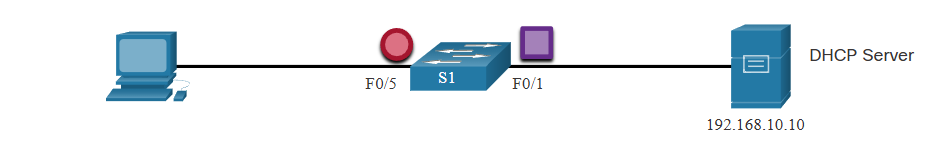 DHCP Server
F0/5
S1
F0/1
192.168.10.10